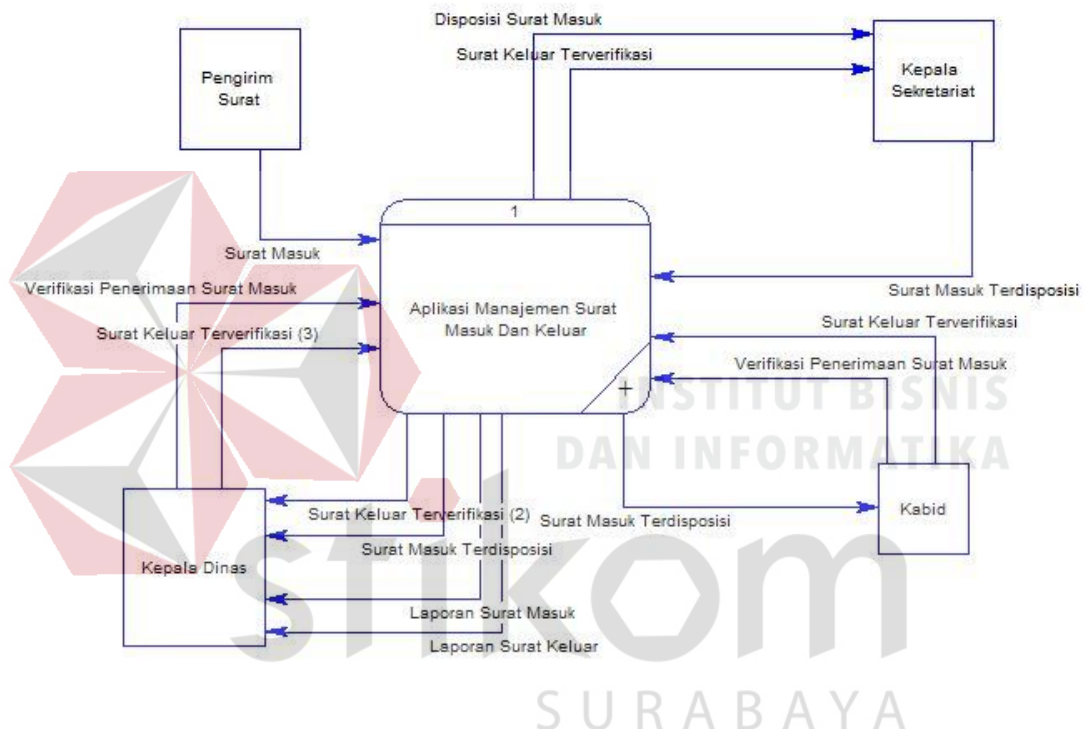 Disposisi Surat Masuk
Surat Keluar Terverifikasi
Pengirim
Surat
Kepala
Sekretariat
1
Surat Masuk
Verifikasi Penerimaan Surat Masuk
Surat Keluar Terverifikasi (3)
Aplikasi Manajemen Surat
Masuk Dan Keluar
+
Surat Masuk Terdisposisi
Surat Keluar Terverifikasi
Verifikasi Penerimaan Surat Masuk
INSTITUT BISNIS
DAN INFORMATIKA
Kabid
Surat Keluar Terverifikasi (2)
Surat Masuk Terdisposisi
Surat Masuk Terdisposisi
Kepala Dinas
Laporan Surat Masuk
Laporan Surat Keluar
stikom
SURABAYA